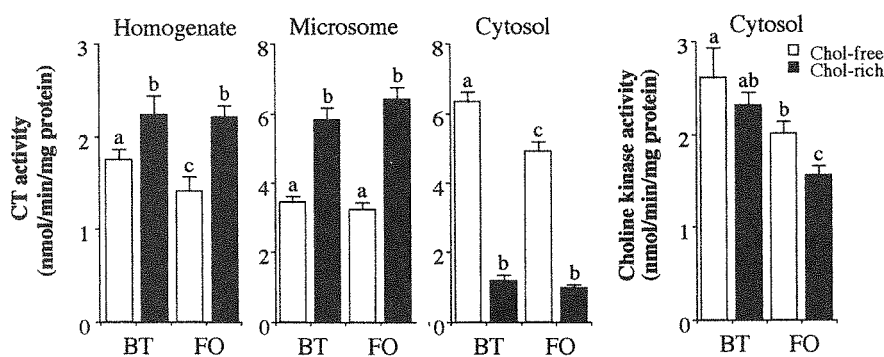 Homogenate
Microsome
Cytosol
Cytosol
CT activity
(nmol/min/mg protein)
3
2
1
0
a
b
c
b
BT FO
8
6
4
2
0
a
b
a
b
BT FO
8
6
4
2
0
a
b
c
b
BT FO
Choline kinase activity
(nmol/min/mg protein)
3
2
1
0
a
ab
b
c
BT FO
Chol-free
Chol-rich